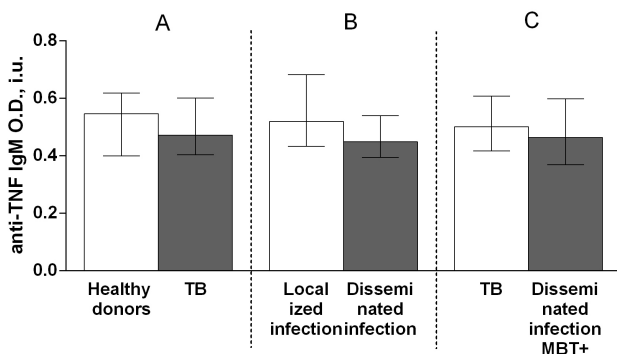 A
B
C
anti-TNF IgM O.D., i.u.
0.8
0.6
0.4
0.2
0.0
Healthy
donors
TB
Local
ized
infection
Dissemi
nated
infection
TB
Dissemi
nated
infection
MBT+